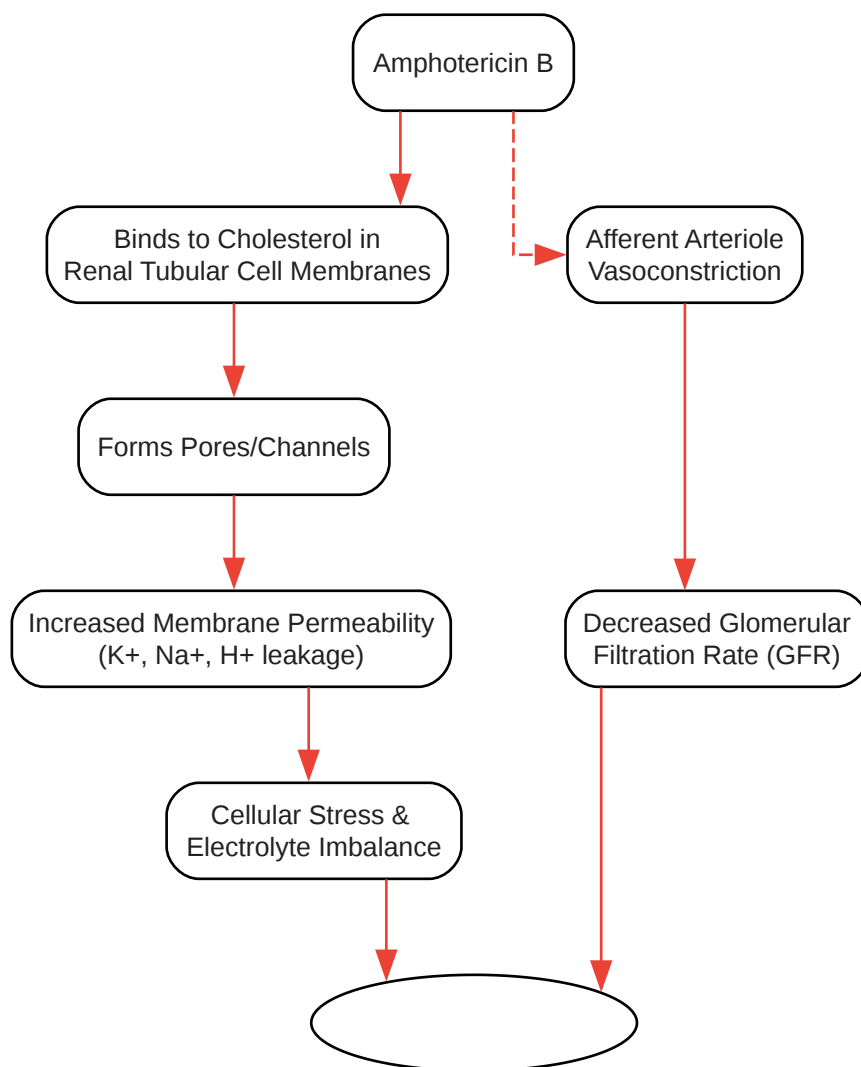 Amphotericin B
Binds to Cholesterol in
Renal Tubular Cell Membranes
Afferent Arteriole
Vasoconstriction
Forms Pores/Channels
Increased Membrane Permeability
(K+, Na+, H+ leakage)
Decreased Glomerular
Filtration Rate (GFR)
Cellular Stress &
Electrolyte Imbalance